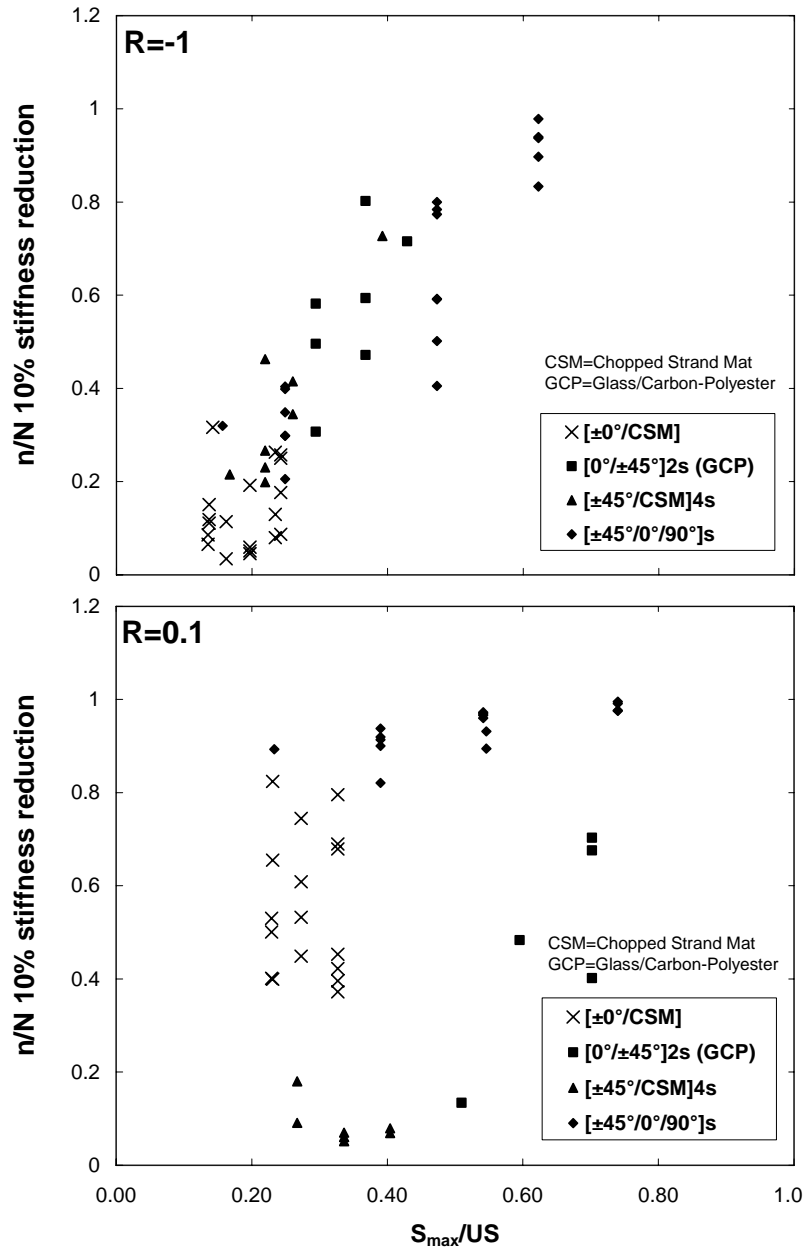 1.2
R=-1
1
0.8
0.6
0.4
0.2
0
n/N 10% stiffness reduction
CSM=Chopped Strand Mat
GCP=Glass/Carbon-Polyester
[±0°/CSM]
[0°/±45°]2s (GCP)
[±45°/CSM]4s
[±45°/0°/90°]s
1.2
R=0.1
1
0.8
0.6
0.4
0.2
0
n/N 10% stiffness reduction
CSM=Chopped Strand Mat
GCP=Glass/Carbon-Polyester
[±0°/CSM]
[0°/±45°]2s (GCP)
[±45°/CSM]4s
[±45°/0°/90°]s
0.00 0.20 0.40 0.60 0.80 1.0
Smax/US